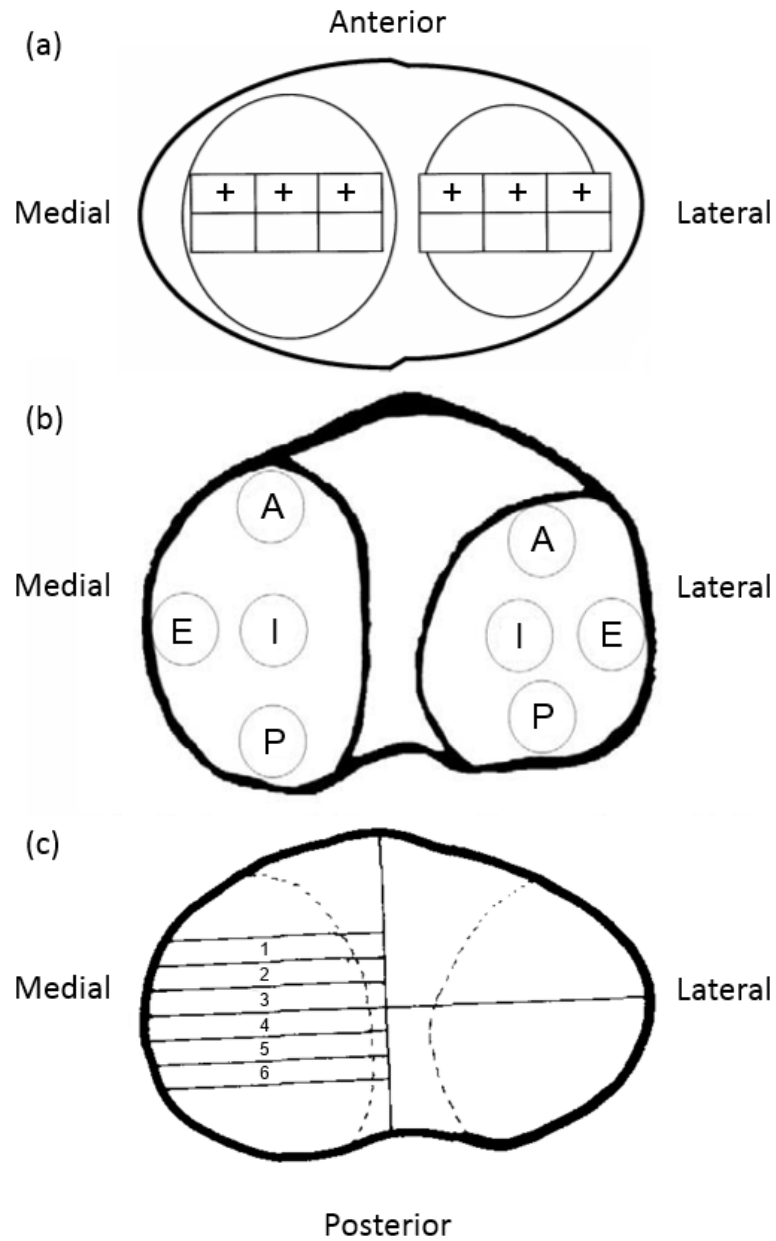 Anterior
(a)
+ + + + + +
Medial Lateral
(b)
A A
Medial Lateral
E I I E
P P
(c)
1
2
Medial 3 Lateral
4
5
6
Posterior